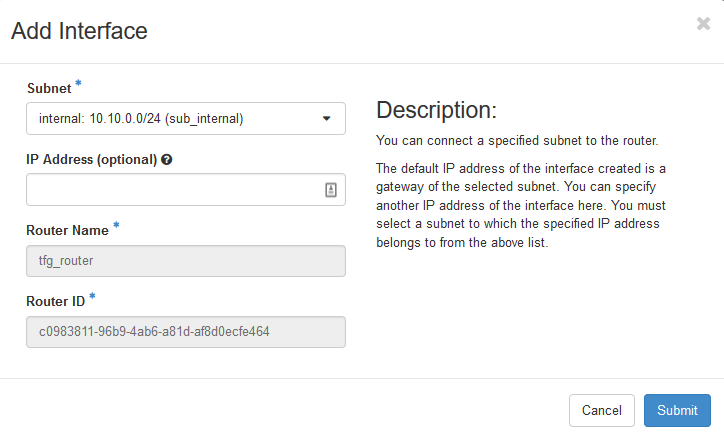 Add Interface
Subnet *
internal: 10.10.0.0/24 (sub_internal)
IP Address (optional)
Router Name *
tfg_router
Router ID *
c0983811-96b9-4ab6-a81d-af8d0ecfe464
Description:
You can connect a specified subnet to the router.
The default IP address of the interface created is a
gateway of the selected subnet. You can specify
another IP address of the interface here. You must
select a subnet to which the specified IP address
belongs to from the above list.
Cancel
Submit